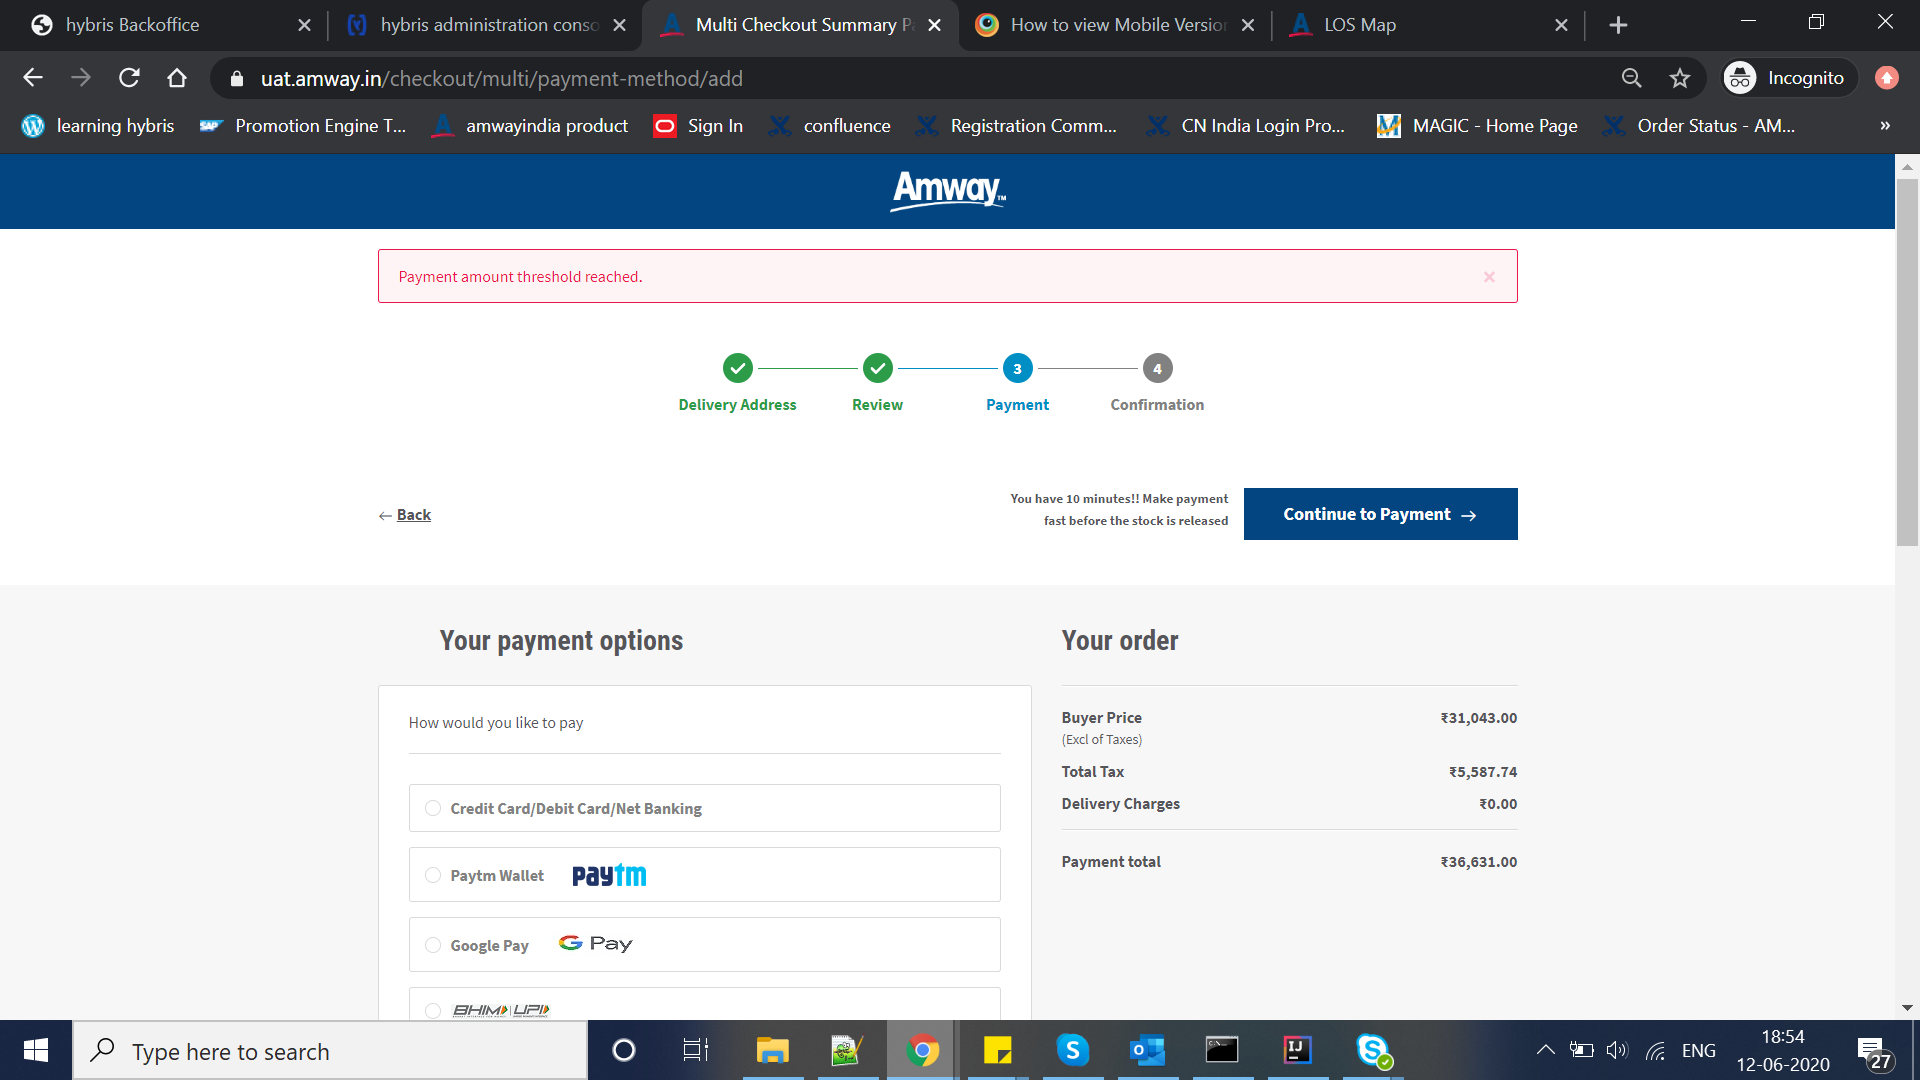 hybris Backoffice
hybris administration conso
Multi Checkout Summary P
How to view Mobile Version
LOS Map
uat.amway.in/checkout/multi/payment-method/add
Incognito
learning hybris
SAP
Promotion Engine T...
amwayindia product
Sign In
confluence
Registration Comm...
CN India Login Pro...
MAGIC - Home Page
Order Status - AM...
»
Amway™
Payment amount threshold reached.
3
4
Delivery Address
Review
Payment
Confirmation
← Back
You have 10 minutes!! Make payment
fast before the stock is released
Continue to Payment →
Your payment options
Your order
How would you like to pay
Buyer Price ₹31,043.00
(Excl of Taxes)
Total Tax ₹5,587.74
Delivery Charges ₹0.00
Payment total ₹36,631.00
Credit Card/Debit Card/Net Banking
Paytm Wallet paytm
Google Pay G Pay
BHIM UPI
Type here to search
ENG
18:54
12-06-2020
27